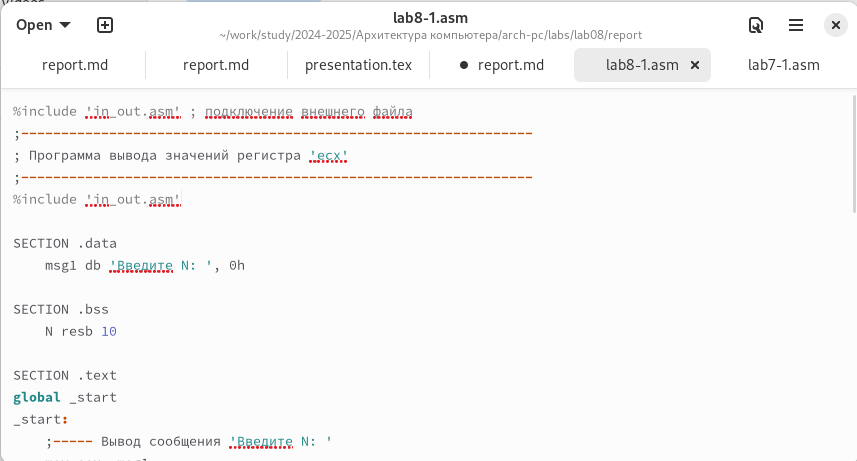 Open
lab8-1.asm
~/work/study/2024-2025/Архитектура компьютера/arch-pc/labs/lab08/report
report.md
report.md
presentation.tex
● report.md
lab8-1.asm ×
lab7-1.asm
%include 'in_out.asm' ; подключение внешнего файла
;----------------------------------------------------------------
; Программа вывода значений регистра 'ecx'
;----------------------------------------------------------------
%include 'in_out.asm'
SECTION .data
msg1 db 'Введите N: ', 0h
SECTION .bss
N resb 10
SECTION .text
global _start
_start:
;----- Вывод сообщения 'Введите N: '